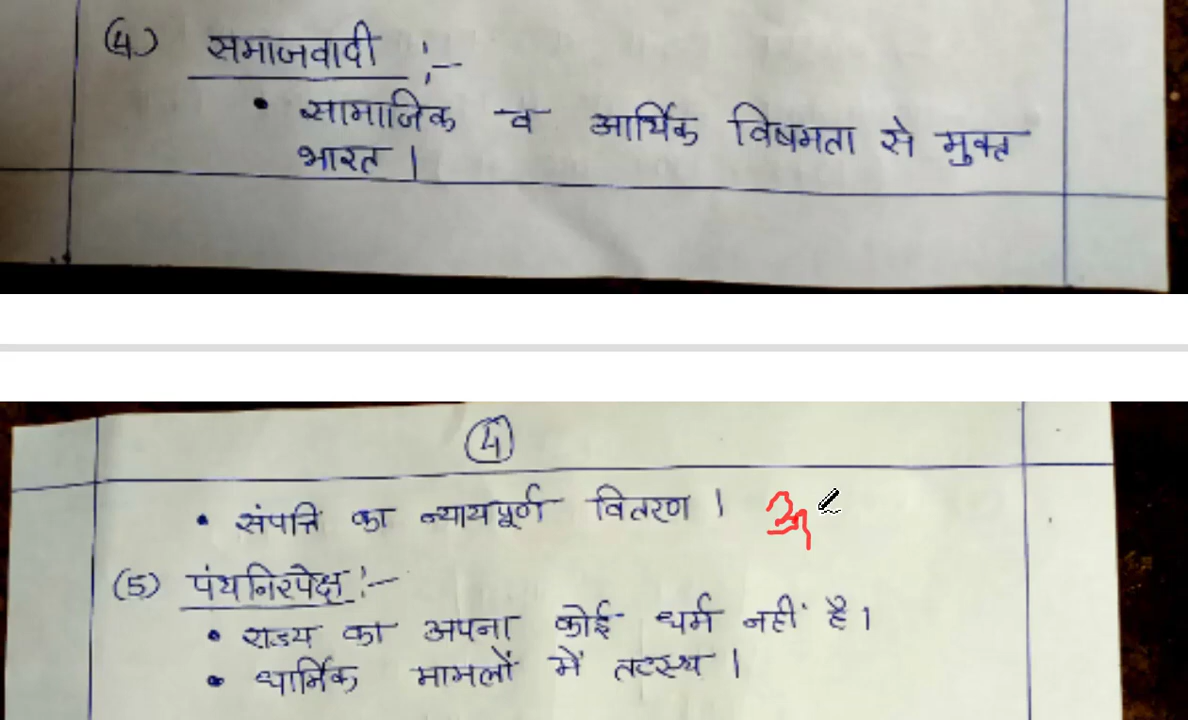 (4) समाजवादी :-
• सामाजिक व आर्थिक विषमता से मुक्त
भारत।
4
• संपत्ति का न्यायपूर्ण वितरण।
(5) पंथनिरपेक्ष :-
• राज्य का अपना कोई धर्म नहीं है।
• धार्मिक मामलों में तटस्थ।